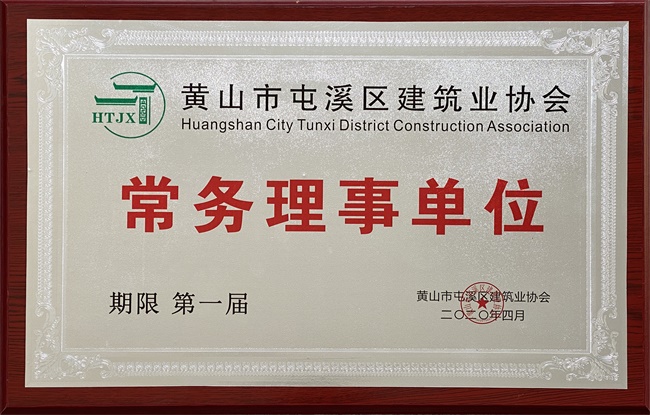 HTJX
黄山市屯溪区建筑业协会
Huangshan City Tunxi District Construction Association
常务理事单位
期限 第一届
黄山市屯溪区建筑业协会
二〇二〇年四月